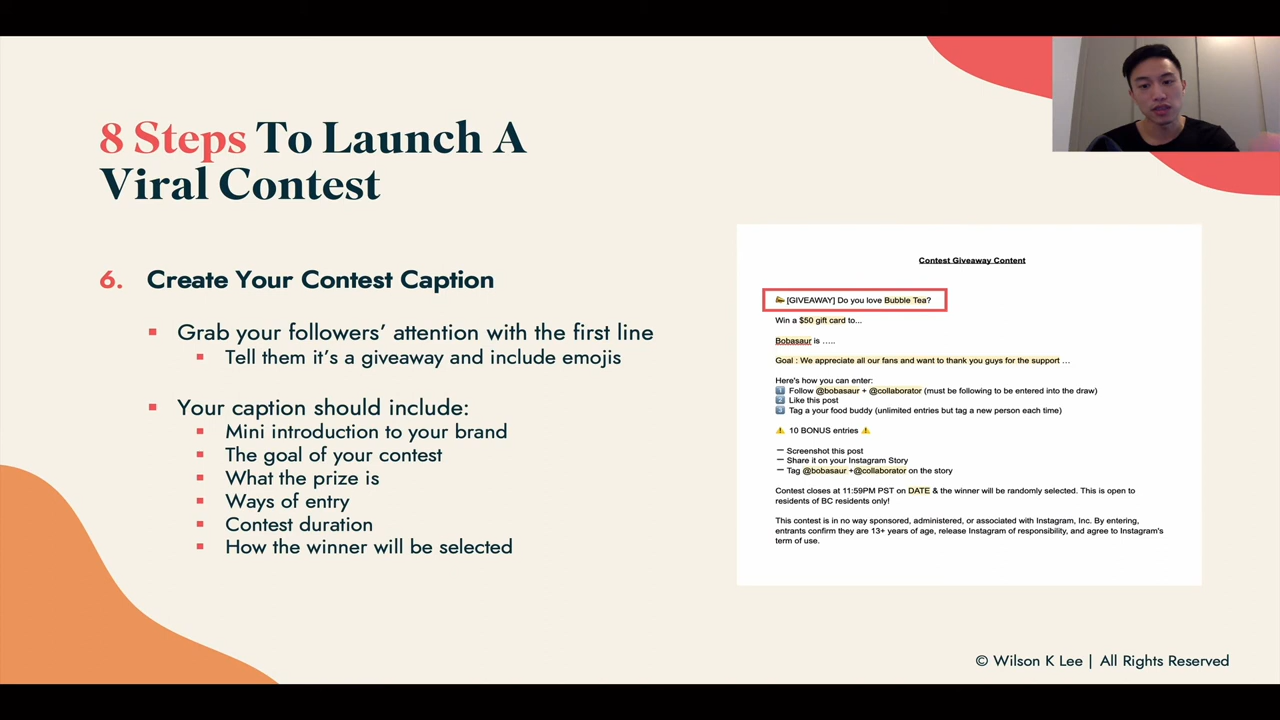 8 Steps To Launch A
Viral Contest
6. Create Your Contest Caption
▪ Grab your followers’ attention with the first line
▪ Tell them it’s a giveaway and include emojis
▪ Your caption should include:
▪ Mini introduction to your brand
▪ The goal of your contest
▪ What the prize is
▪ Ways of entry
▪ Contest duration
▪ How the winner will be selected
Contest Giveaway Content
[GIVEAWAY] Do you love Bubble Tea?
Win a $50 gift card to...
Bobasaur is .....
Goal : We appreciate all our fans and want to thank you guys for the support ...
Here's how you can enter:
1️⃣ Follow @bobasaur + @collaborator (must be following to be entered into the draw)
2️⃣ Like this post
3️⃣ Tag a your food buddy (unlimited entries but tag a new person each time)
⚠️ 10 BONUS entries ⚠️
— Screenshot this post
— Share it on your Instagram Story
— Tag @bobasaur +@collaborator on the story
Contest closes at 11:59PM PST on DATE & the winner will be randomly selected. This is open to
residents of BC residents only!
This contest is in no way sponsored, administered, or associated with Instagram, Inc. By entering,
entrants confirm they are 13+ years of age, release Instagram of responsibility, and agree to Instagram's
term of use.
© Wilson K Lee | All Rights Reserved